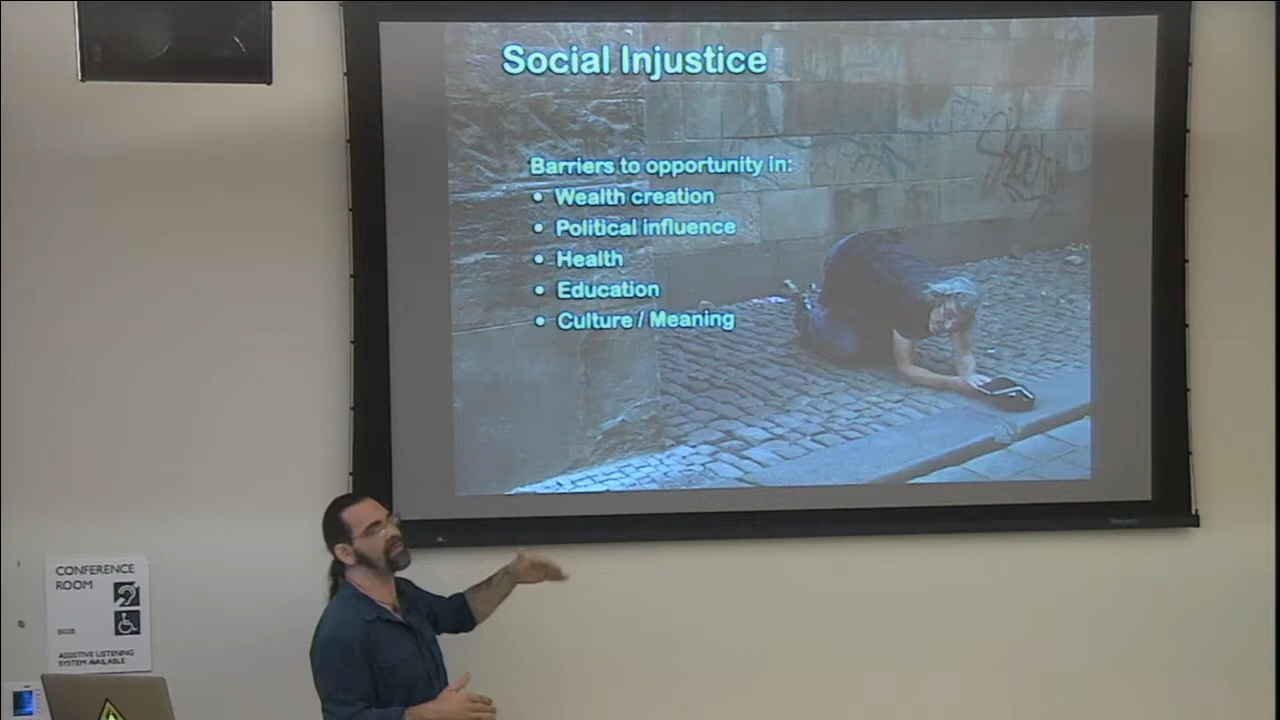 Social Injustice
Barriers to opportunity in:
• Wealth creation
• Political influence
• Health
• Education
• Culture / Meaning
CONFERENCE
ROOM
ASSISTIVE LISTENING
SYSTEM AVAILABLE